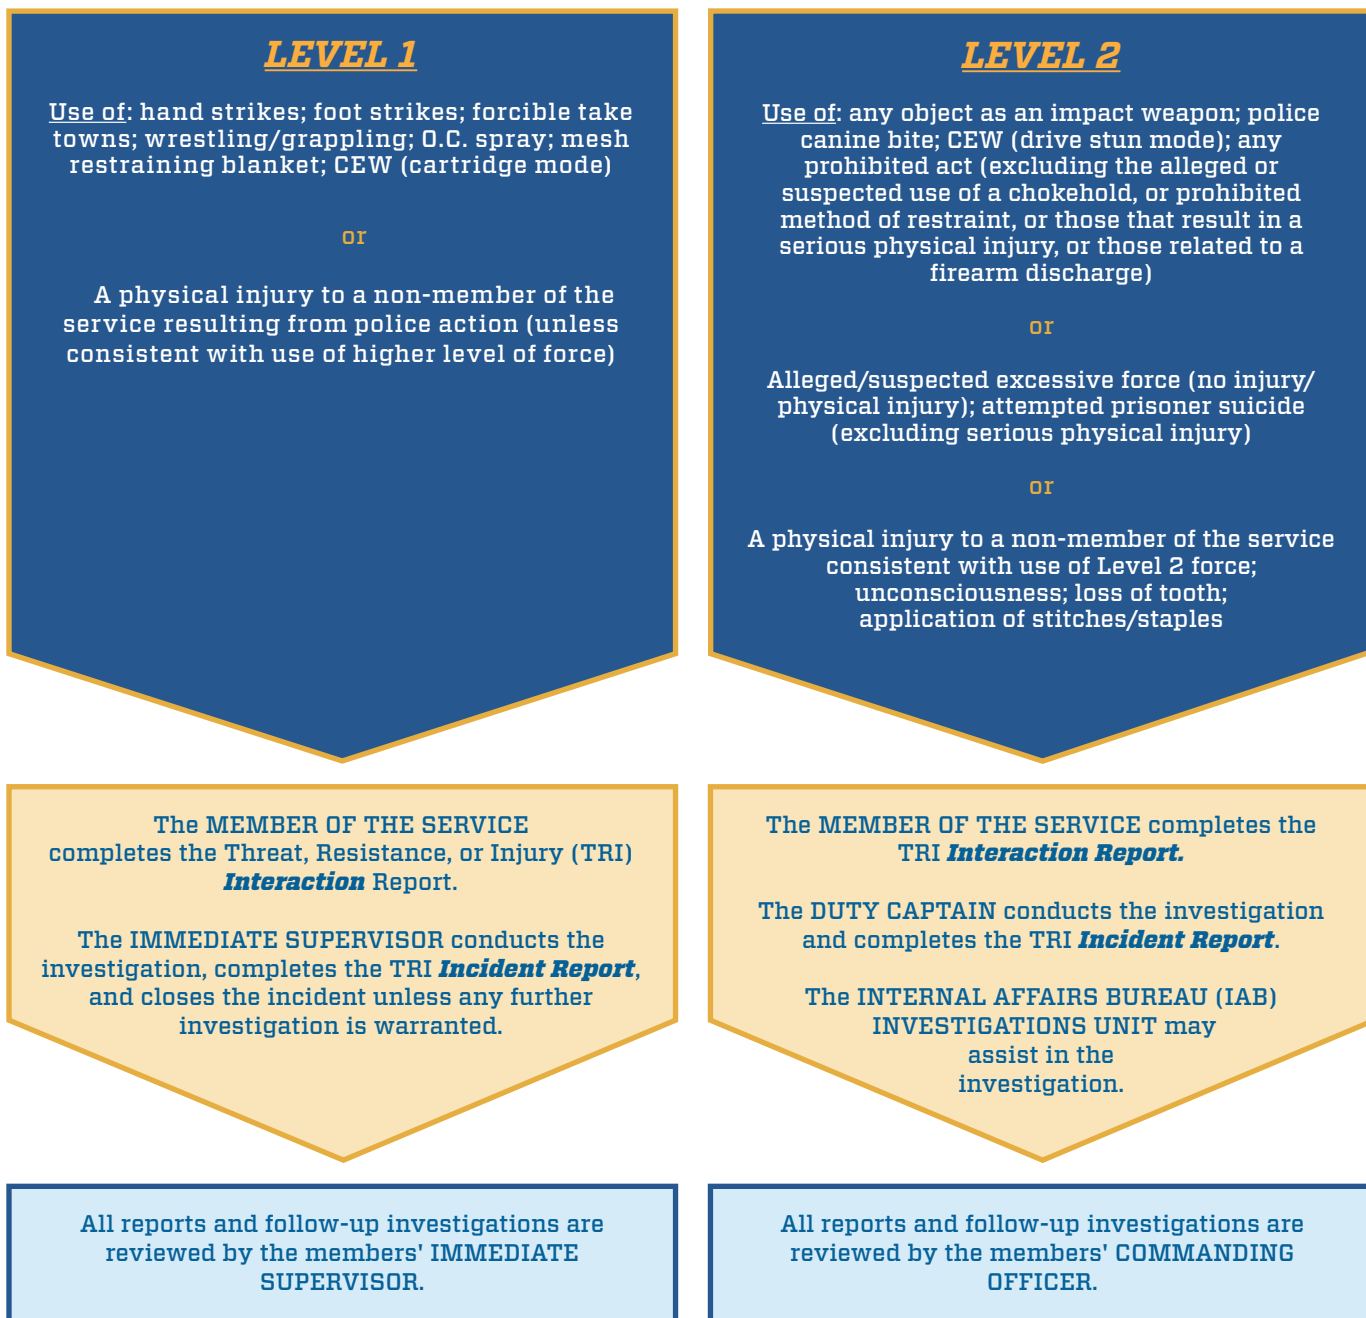 LEVEL 1
Use of: hand strikes; foot strikes; forcible take
towns; wrestling/grappling; O.C. spray; mesh
restraining blanket; CEW (cartridge mode)
or
A physical injury to a non-member of the
service resulting from police action (unless
consistent with use of higher level of force)
The MEMBER OF THE SERVICE
completes the Threat, Resistance, or Injury (TRI)
Interaction Report.
The IMMEDIATE SUPERVISOR conducts the
investigation, completes the TRI Incident Report,
and closes the incident unless any further
investigation is warranted.
All reports and follow-up investigations are
reviewed by the members' IMMEDIATE
SUPERVISOR.
LEVEL 2
Use of: any object as an impact weapon; police
canine bite; CEW (drive stun mode); any
prohibited act (excluding the alleged or
suspected use of a chokehold, or prohibited
method of restraint, or those that result in a
serious physical injury, or those related to a
firearm discharge)
or
Alleged/suspected excessive force (no injury/
physical injury); attempted prisoner suicide
(excluding serious physical injury)
or
A physical injury to a non-member of the service
consistent with use of Level 2 force;
unconsciousness; loss of tooth;
application of stitches/staples
The MEMBER OF THE SERVICE completes the
TRI Interaction Report.
The DUTY CAPTAIN conducts the investigation
and completes the TRI Incident Report.
The INTERNAL AFFAIRS BUREAU (IAB)
INVESTIGATIONS UNIT may
assist in the
investigation.
All reports and follow-up investigations are
reviewed by the members' COMMANDING
OFFICER.